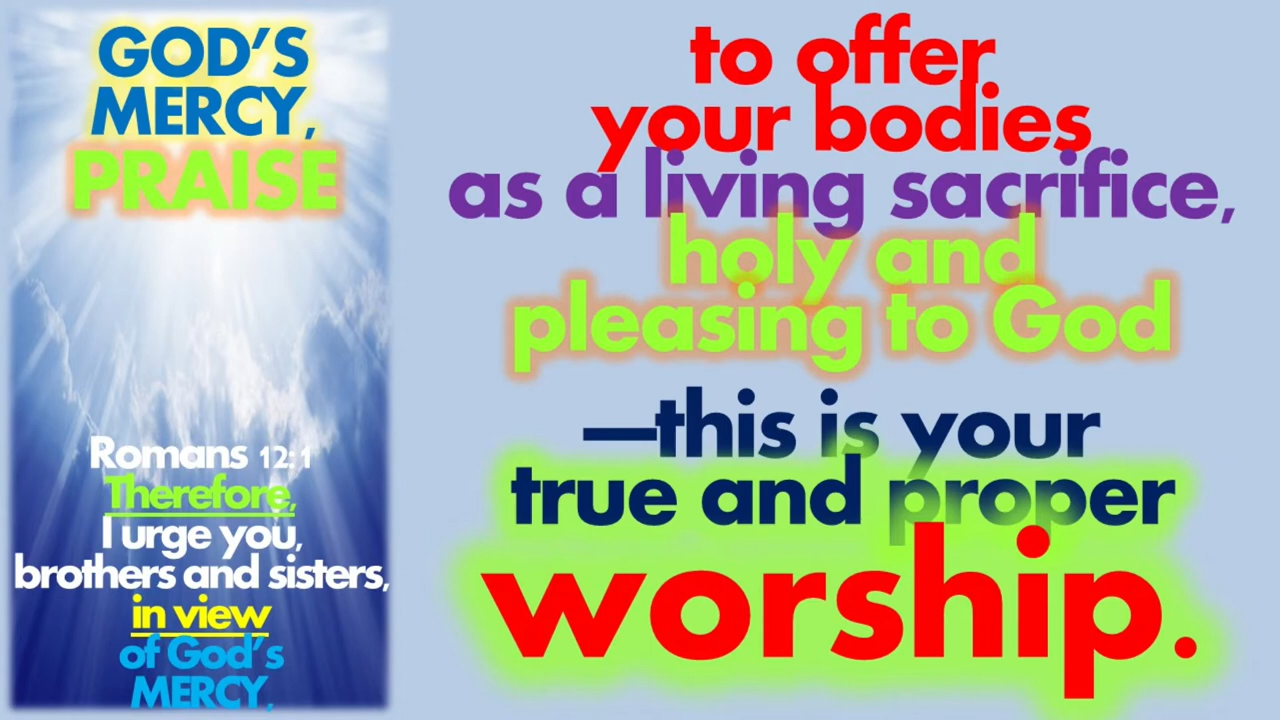 GOD'S
MERCY,
PRAISE
Romans 12:1
Therefore,
I urge you,
brothers and sisters,
in view
of God's
MERCY,
to offer
your bodies
as a living sacrifice,
holy and
pleasing to God
—this is your
true and proper
worship.